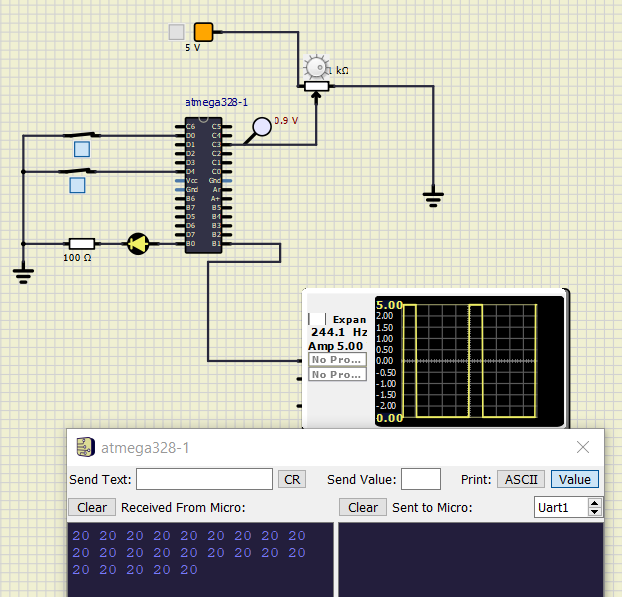 5 V
1 kΩ
atmega328-1
0.9 V
C6 C5
D0 C4
D1 C3
D2 C2
D3 C1
D4 C0
Vcc Gnd
Gnd Ar
B6 A+
B7 B5
D5 B4
D6 B3
D7 B2
B0 B1
100 Ω
Expan
244.1 Hz
Amp 5.00
No Pro...
No Pro...
5.00
2.00
1.50
1.00
0.50
0.00
-0.50
-1.00
-1.50
-2.00
0.00
atmega328-1
Send Text: CR Send Value: Print: ASCII Value
Clear Received From Micro: Clear Sent to Micro: Uart1
20 20 20 20 20 20 20 20 20
20 20 20 20 20 20 20 20 20
20 20 20 20 20